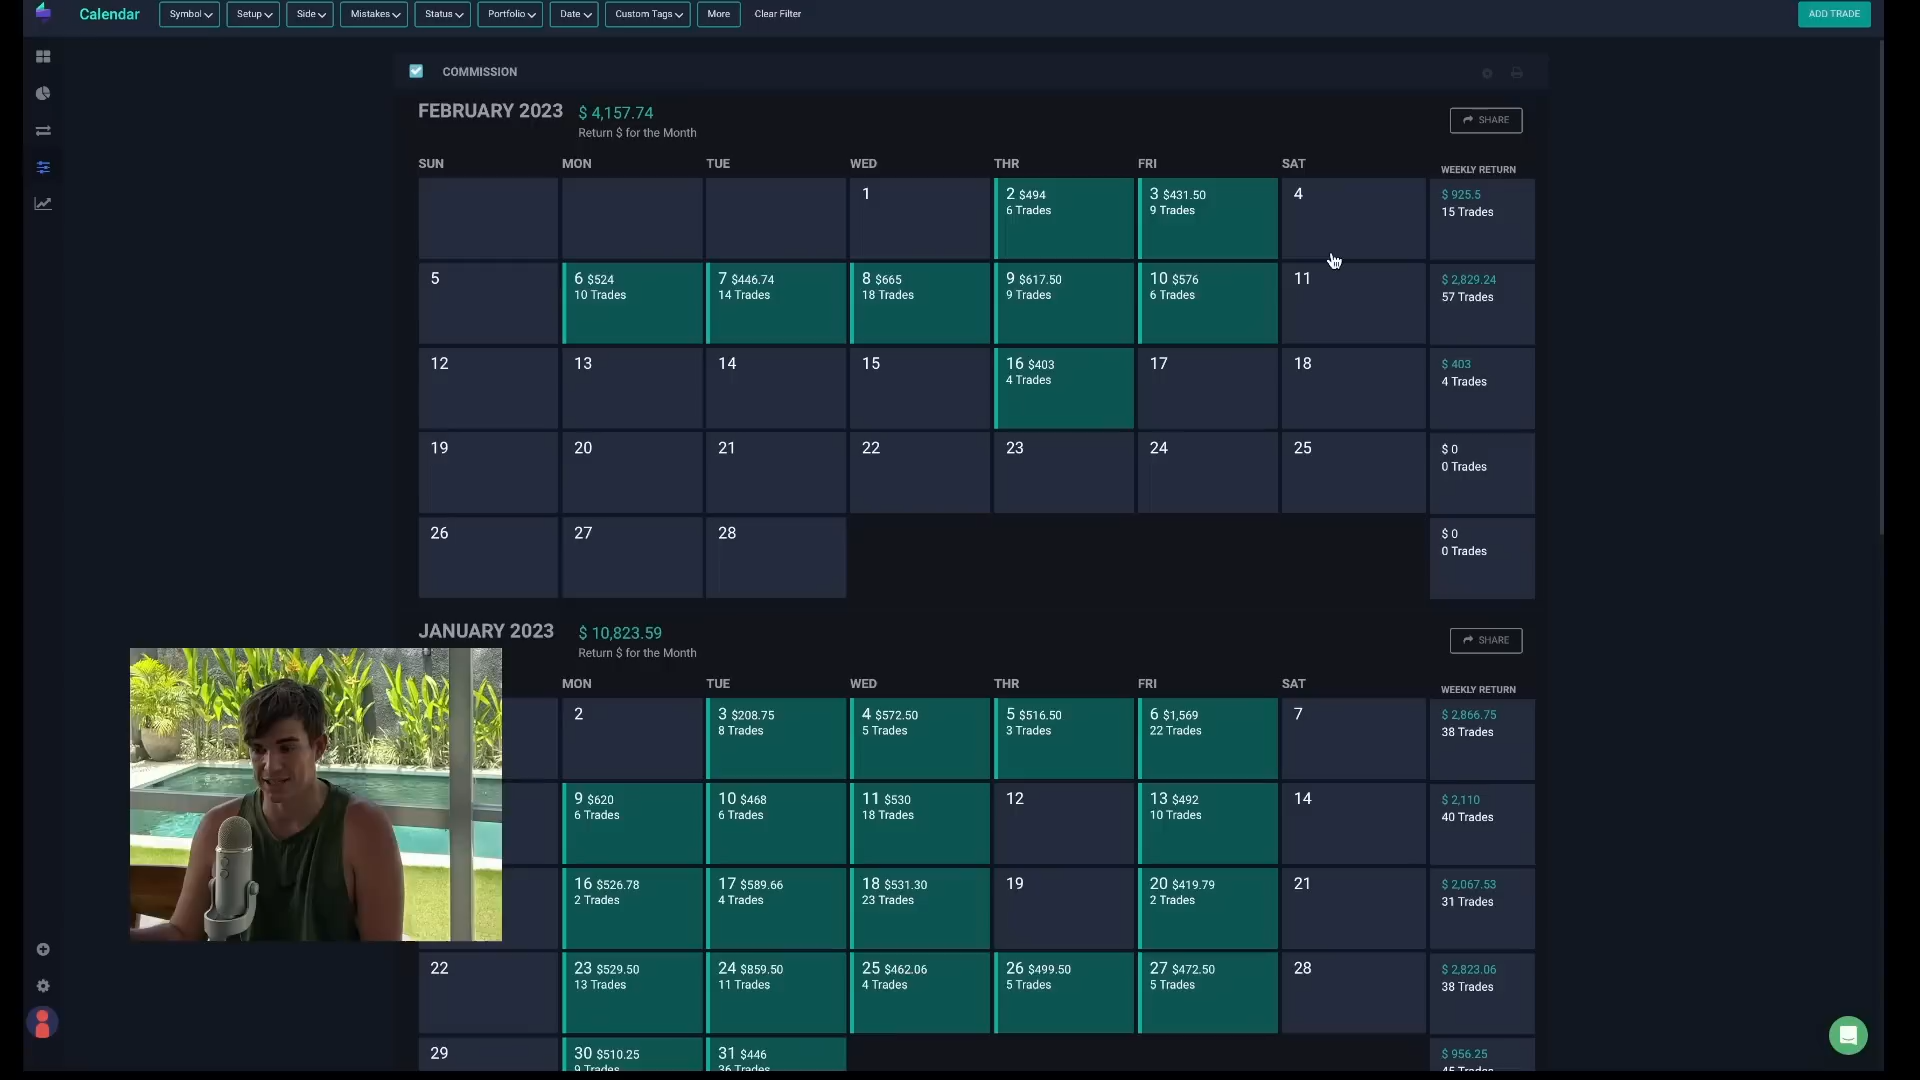 Calendar Symbol Setup Side Mistakes Status Portfolio Date Custom Tags More Clear Filter ADD TRADE
COMMISSION
FEBRUARY 2023 $ 4,157.74
Return $ for the Month
SHARE
SUN MON TUE WED THR FRI SAT WEEKLY RETURN
1 2 $494 3 $431.50 4 $ 925.5
6 Trades 9 Trades 15 Trades
5 6 $524 7 $446.74 8 $665 9 $617.50 10 $576 11 $ 2,829.24
10 Trades 14 Trades 18 Trades 9 Trades 6 Trades 57 Trades
12 13 14 15 16 $403 17 18 $ 403
4 Trades 4 Trades
19 20 21 22 23 24 25 $ 0
0 Trades
26 27 28 $ 0
0 Trades
JANUARY 2023 $ 10,823.59
Return $ for the Month
SHARE
MON TUE WED THR FRI SAT WEEKLY RETURN
2 3 $208.75 4 $572.50 5 $516.50 6 $1,569 7 $ 2,866.75
8 Trades 5 Trades 3 Trades 22 Trades 38 Trades
9 $620 10 $468 11 $530 12 13 $492 14 $ 2,110
6 Trades 6 Trades 18 Trades 10 Trades 40 Trades
16 $526.78 17 $589.66 18 $531.30 19 20 $419.79 21 $ 2,067.53
2 Trades 4 Trades 23 Trades 2 Trades 31 Trades
22 23 $529.50 24 $859.50 25 $462.06 26 $499.50 27 $472.50 28 $ 2,823.06
13 Trades 11 Trades 4 Trades 5 Trades 5 Trades 38 Trades
29 30 $510.25 31 $446 $ 956.25
9 Trades 36 Trades 45 Trades